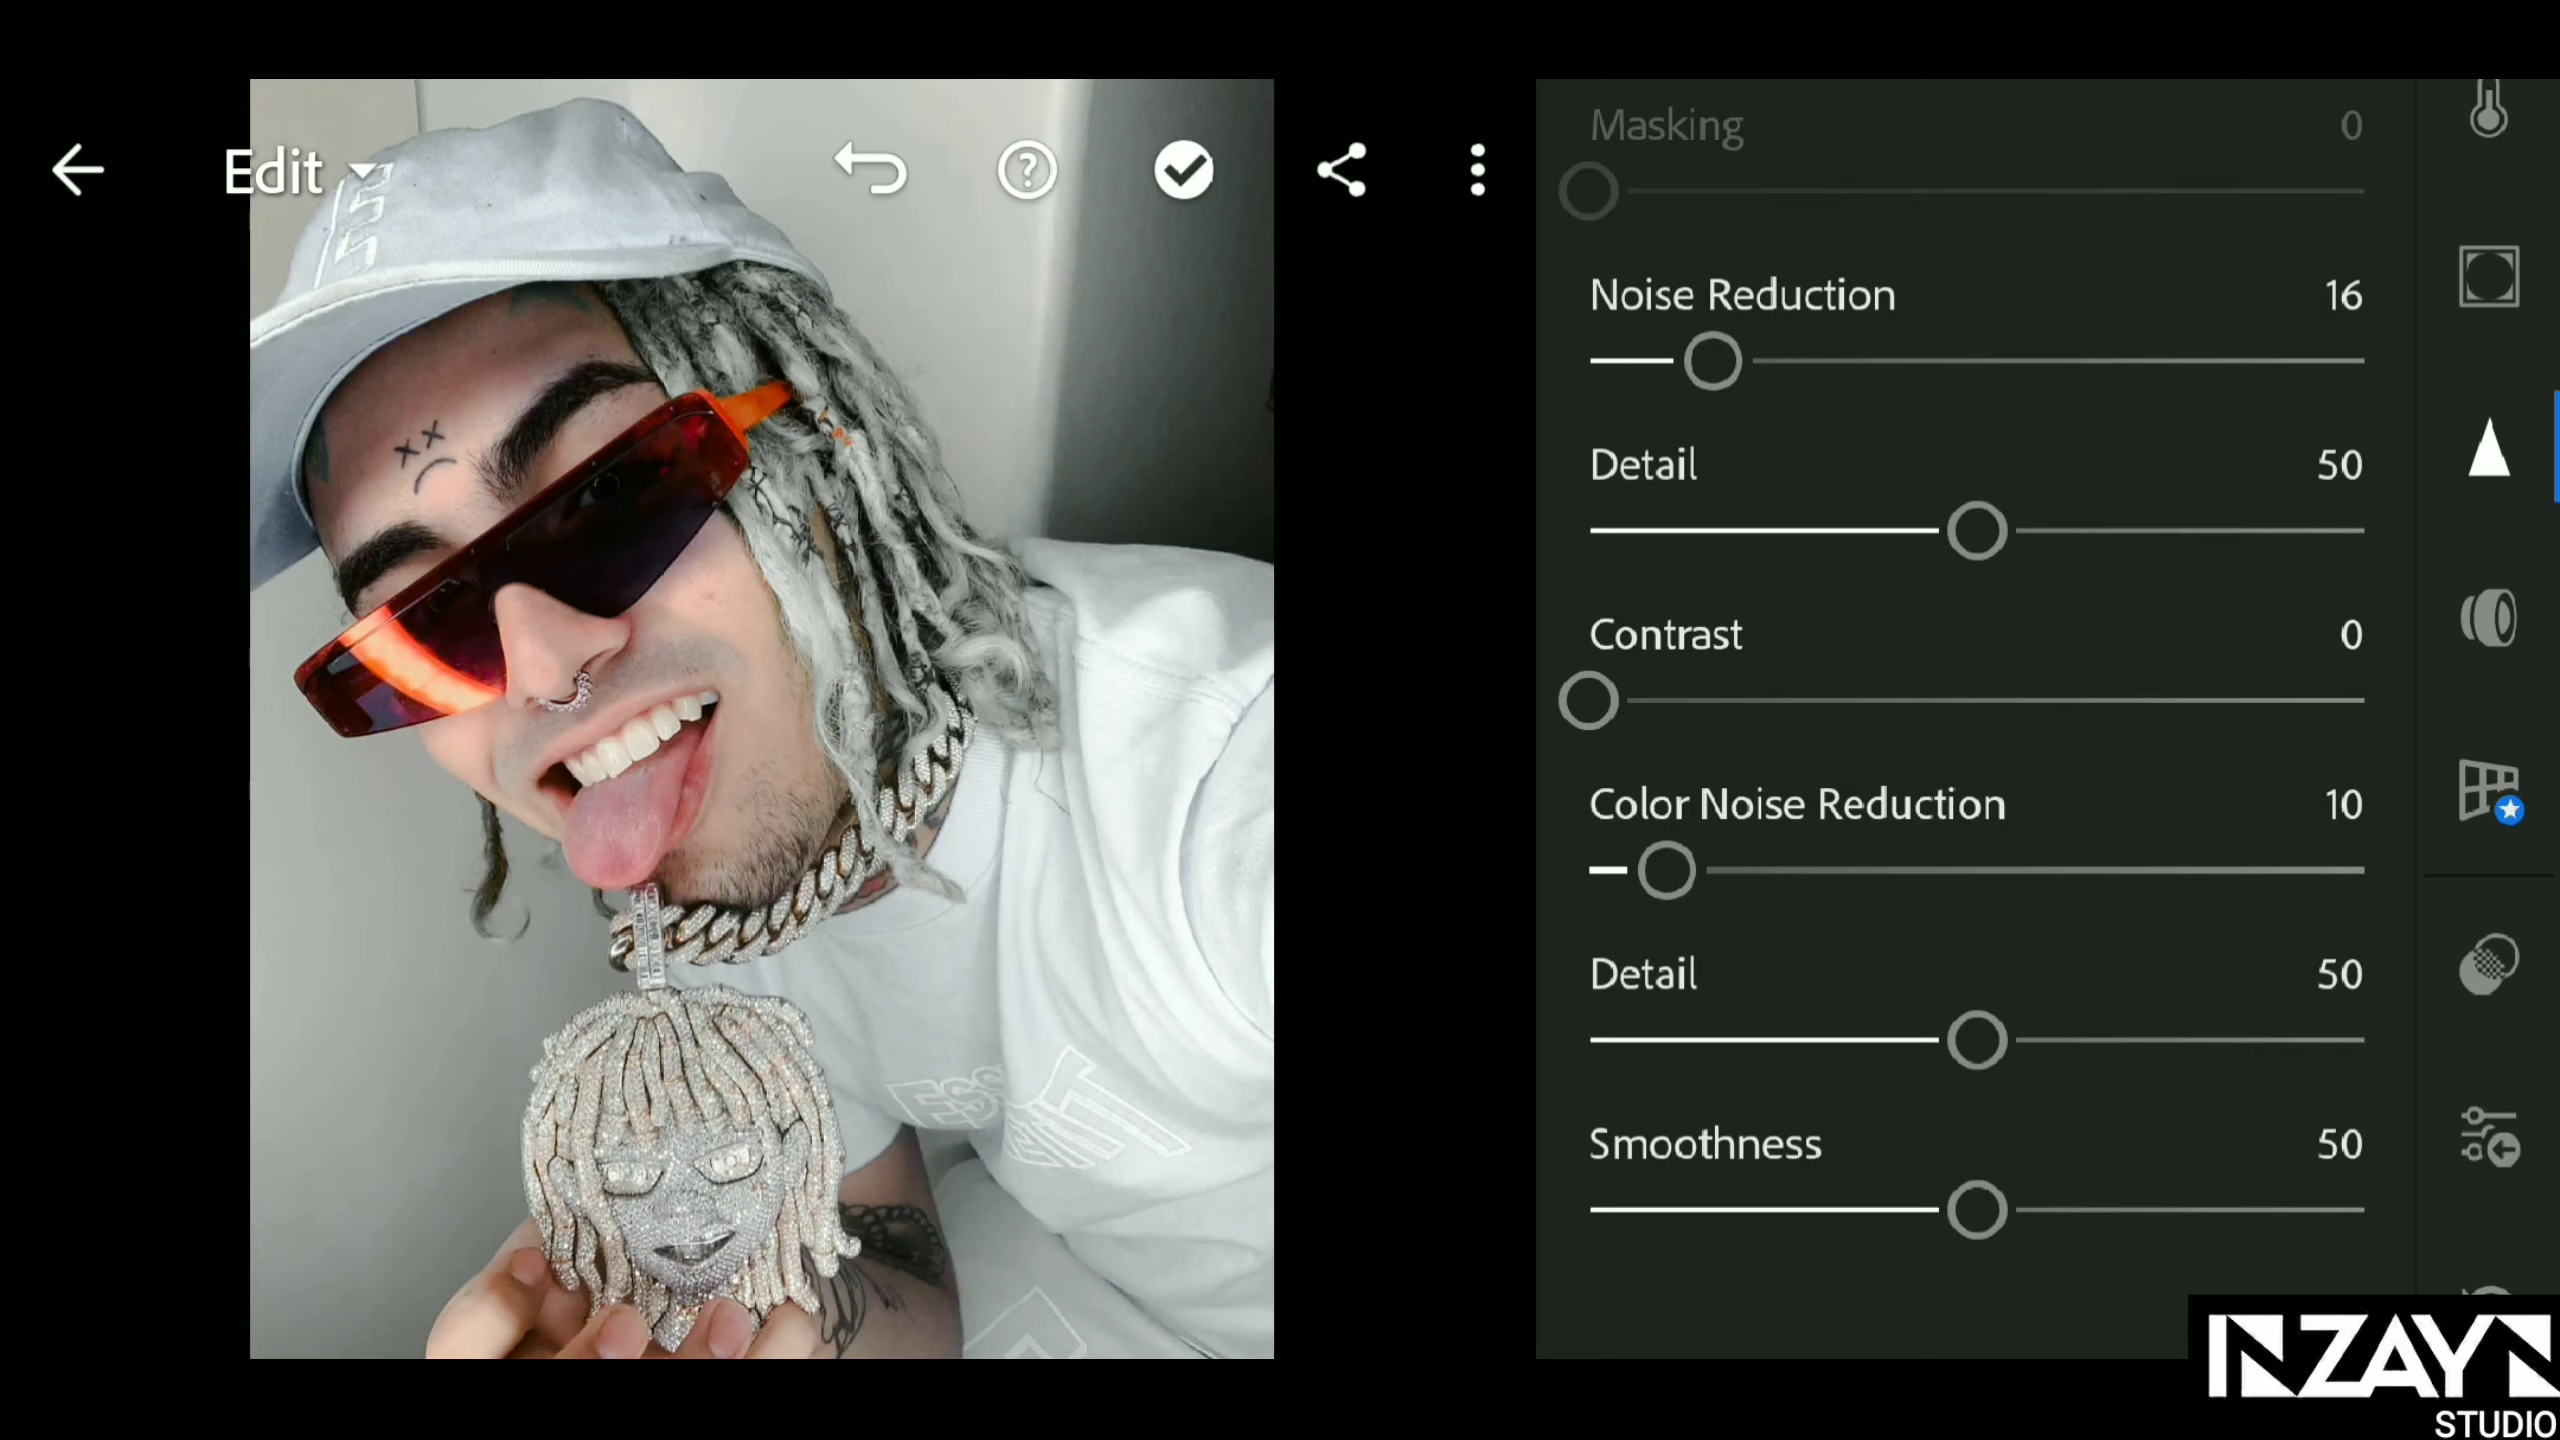 Edit
Masking 0
Noise Reduction 16
Detail 50
Contrast 0
Color Noise Reduction 10
Detail 50
Smoothness 50
NZAYN
STUDIO